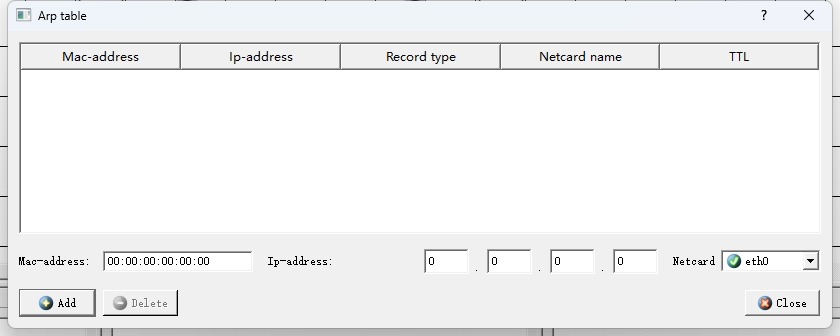 Arp table ?
Mac-address Ip-address Record type Netcard name TTL
Mac-address: 00:00:00:00:00:00 Ip-address: 0 . 0 . 0 . 0 Netcard eth0
Add Delete Close